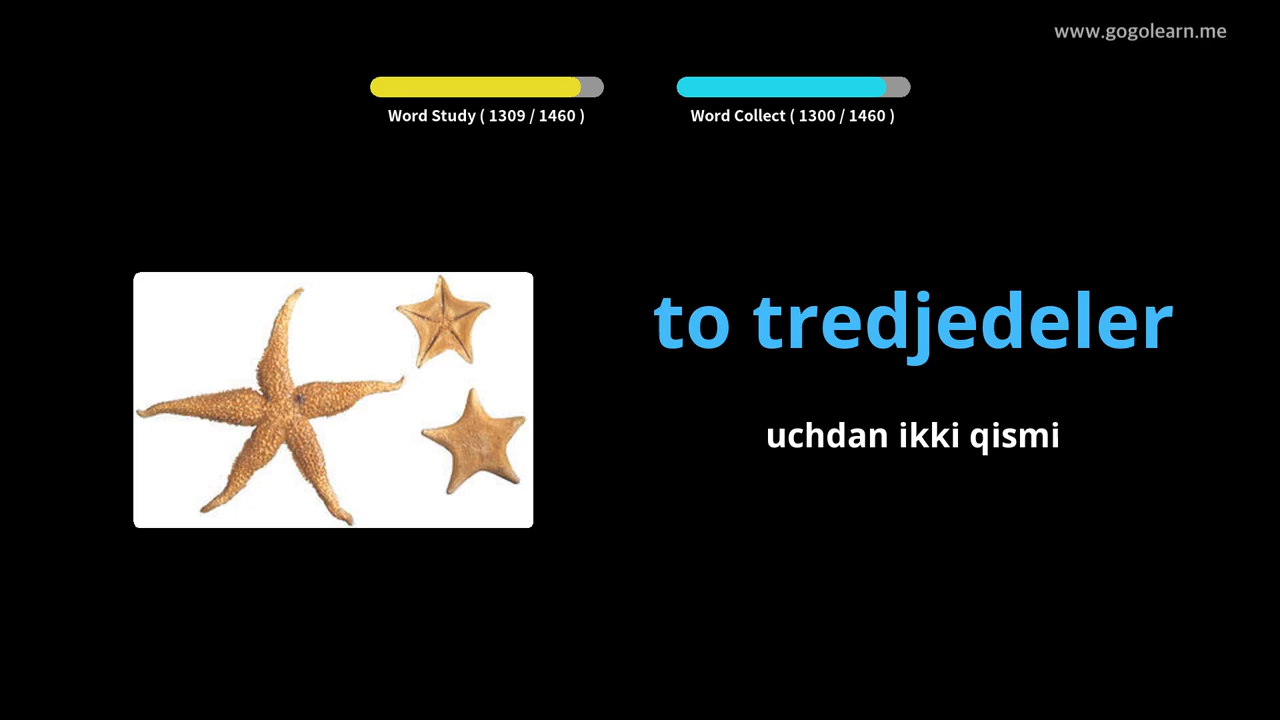 www.gogolearn.me
Word Study ( 1309 / 1460 )
Word Collect ( 1300 / 1460 )
to tredjedeler
uchdan ikki qismi